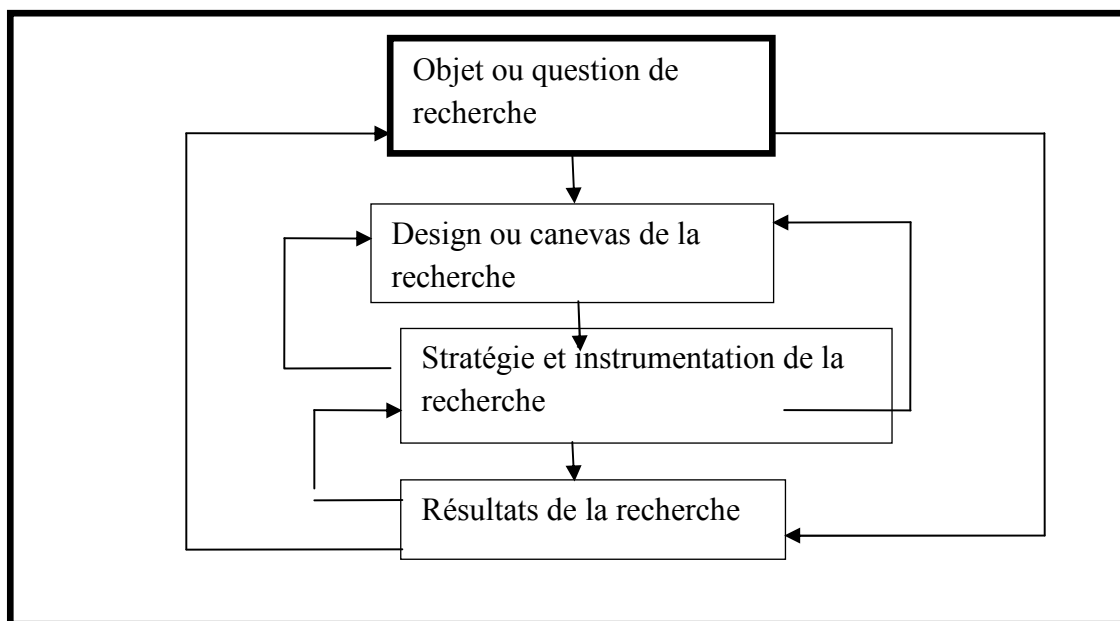 Objet ou question de
recherche
Design ou canevas de la
recherche
Stratégie et instrumentation de la
recherche
Résultats de la recherche